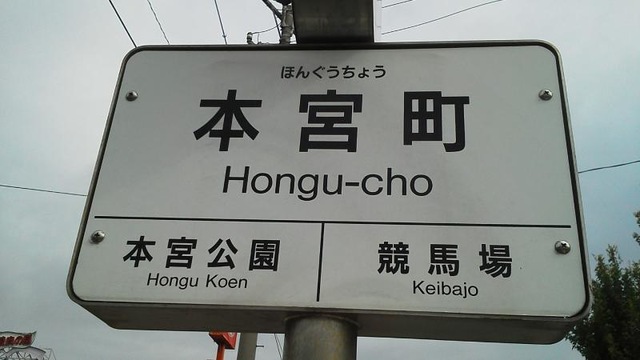 ほんぐうちょう
本宮町
Hongu-cho
本宮公園
Hongu Koen
競馬場
Keibajo